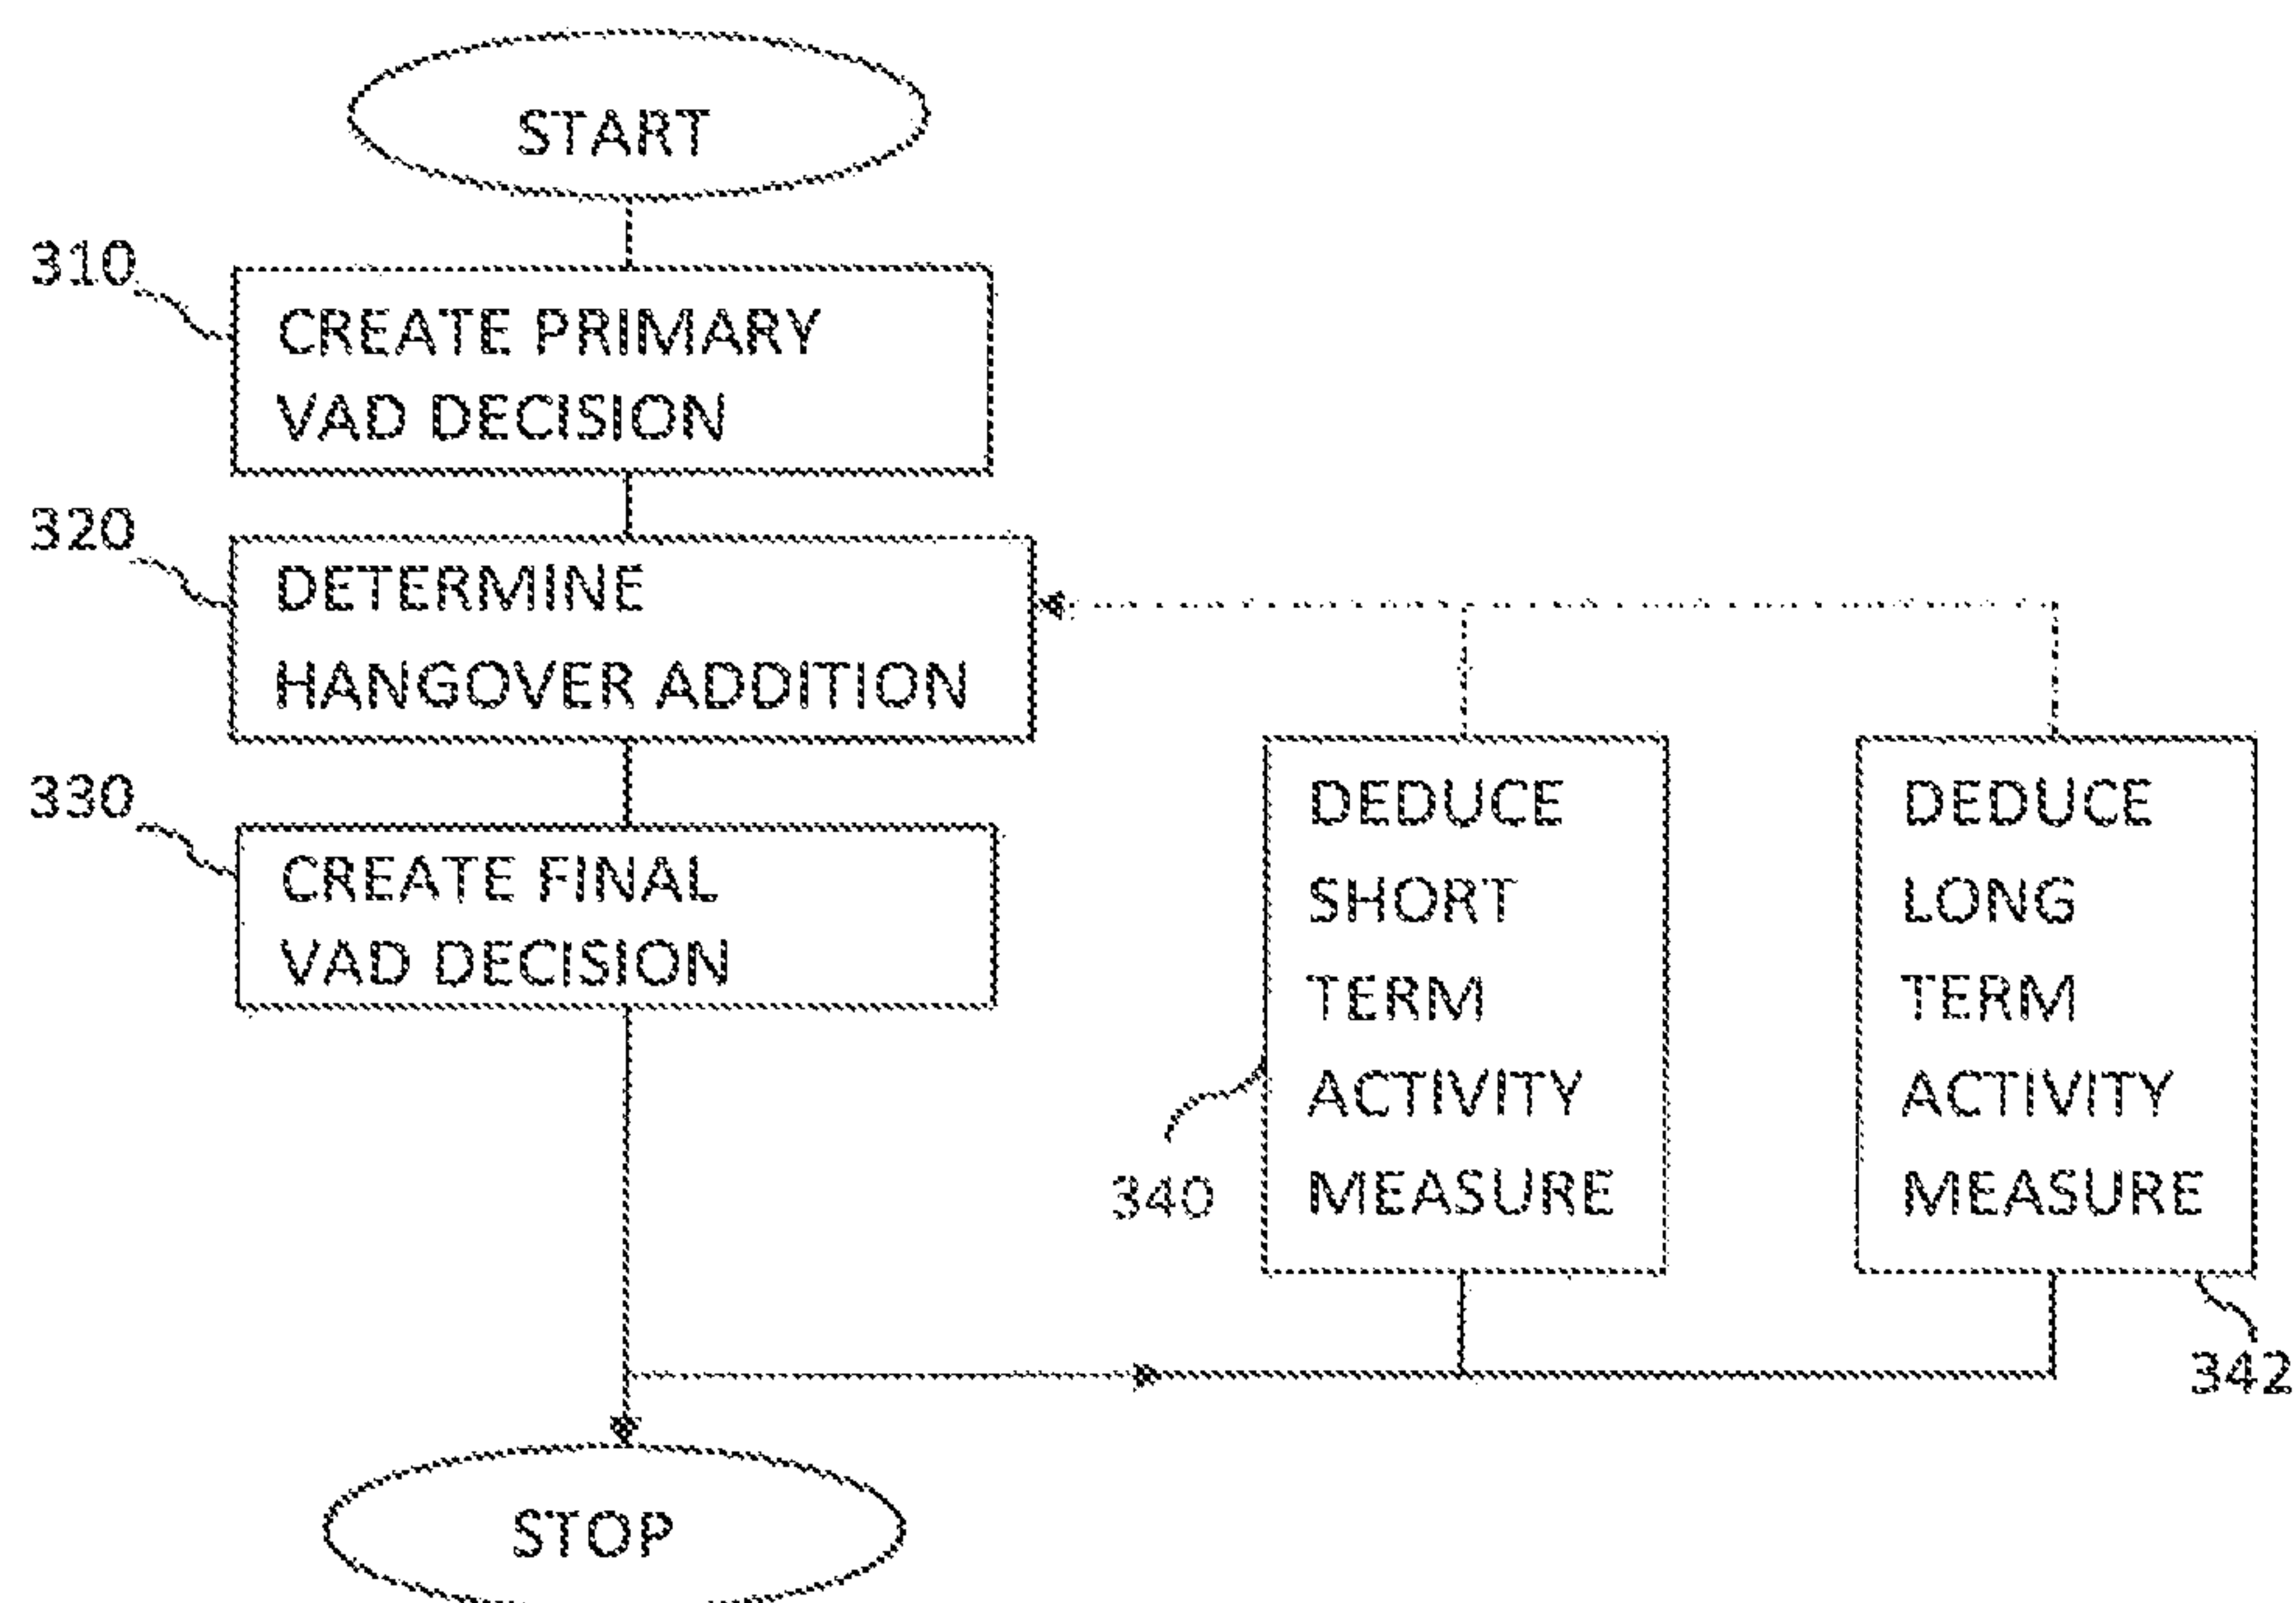 START
310
CREATE PRIMARY
VAD DECISION
320
DETERMINE
HANGOVER ADDITION
330
CREATE FINAL
VAD DECISION
DEDUCE
SHORT
TERM
ACTIVITY
MEASURE
340
DEDUCE
LONG
TERM
ACTIVITY
MEASURE
342
STOP